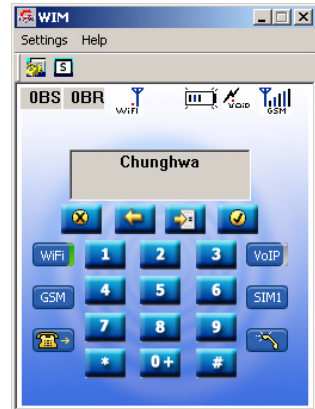 WIM
Settings Help
S
0BS 0BR WiFi VOIP GSM
Chunghwa
WiFi 1 2 3 VoIP
GSM 4 5 6 SIM1
7 8 9
* 0+ #